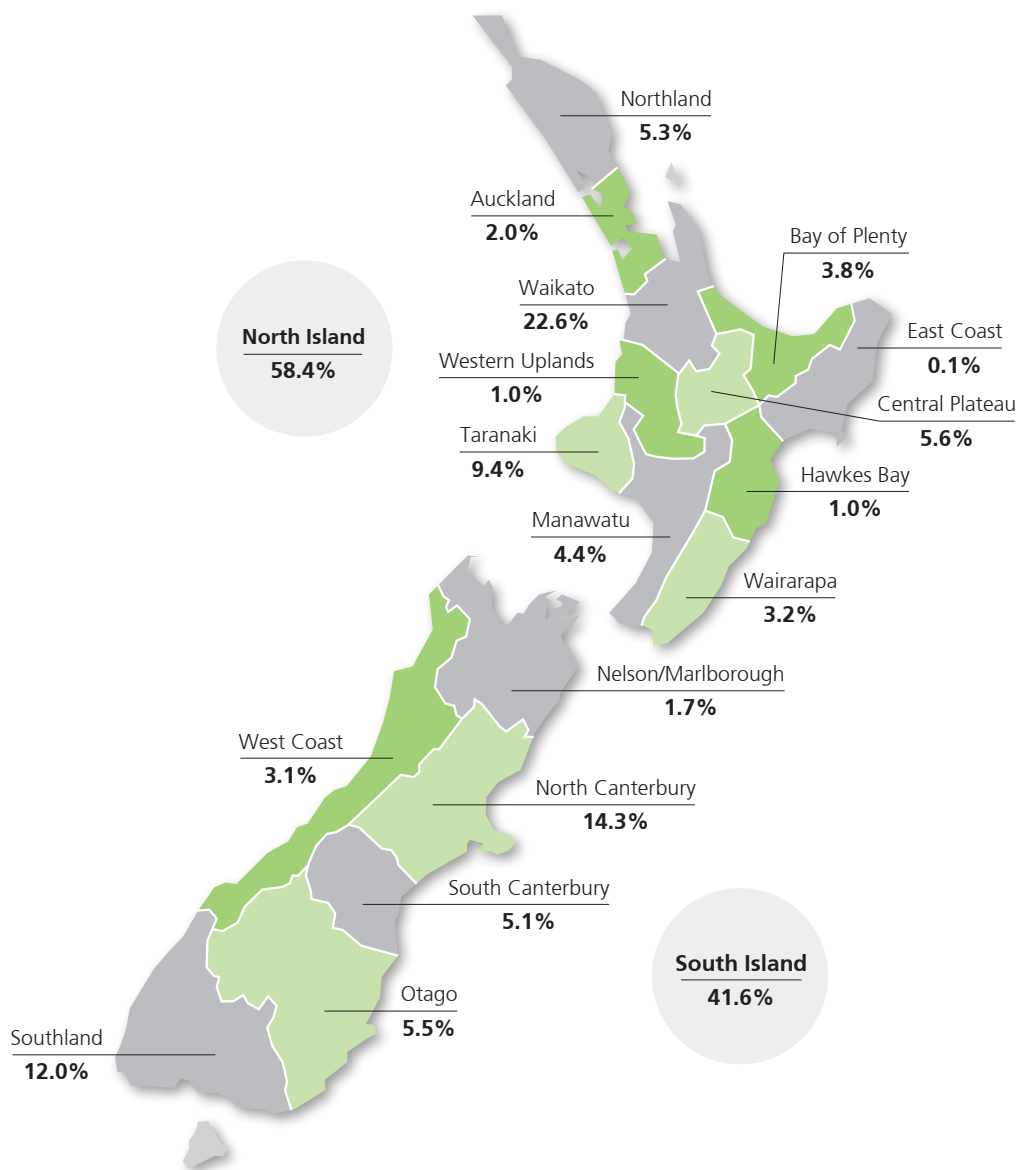 Northland
5.3%
Auckland
2.0%
Bay of Plenty
3.8%
Waikato
22.6%
East Coast
0.1%
North Island
58.4%
Western Uplands
1.0%
Central Plateau
5.6%
Taranaki
9.4%
Hawkes Bay
1.0%
Manawatu
4.4%
Wairarapa
3.2%
Nelson/Marlborough
1.7%
West Coast
3.1%
North Canterbury
14.3%
South Canterbury
5.1%
South Island
41.6%
Otago
5.5%
Southland
12.0%